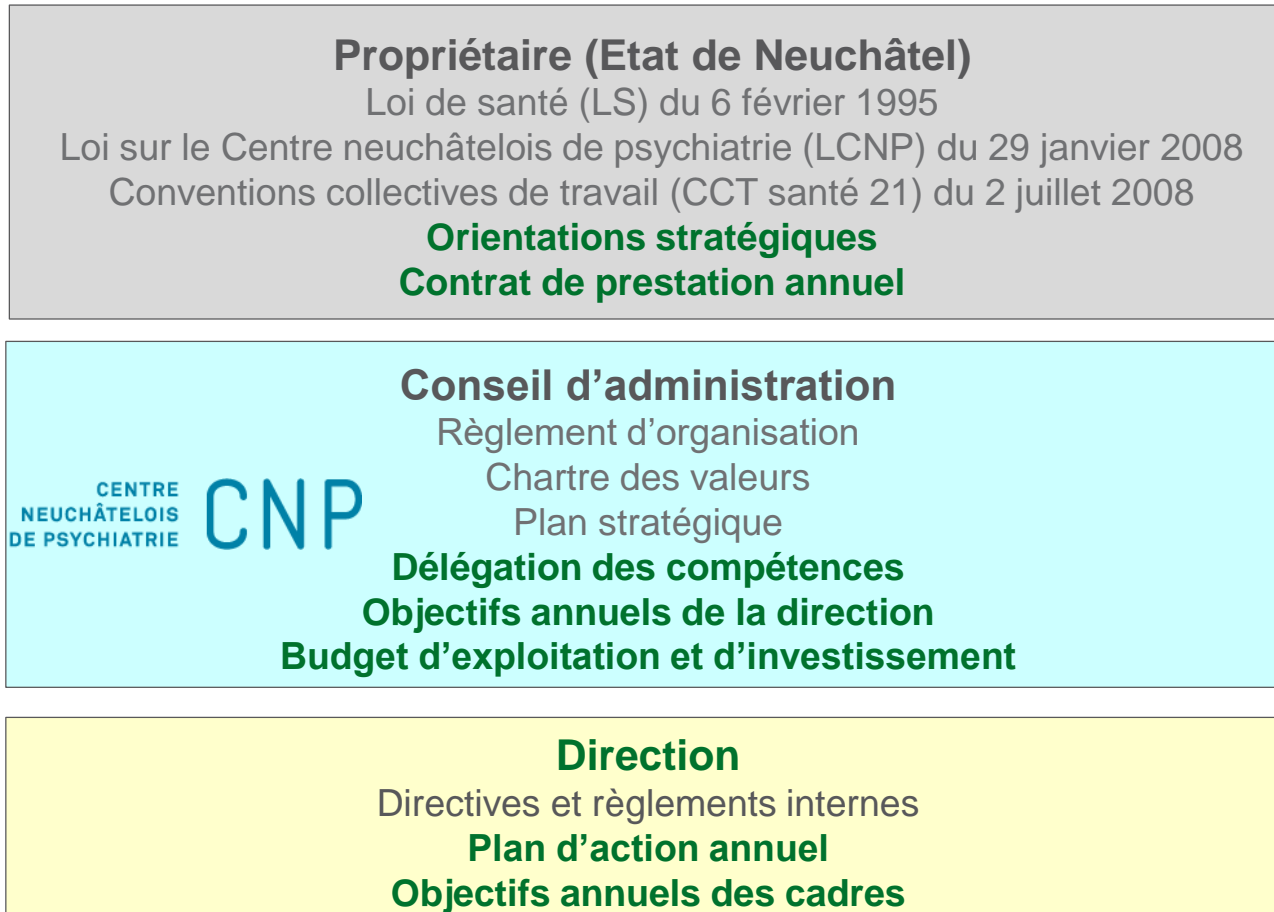 Propriétaire (Etat de Neuchâtel)
Loi de santé (LS) du 6 février 1995
Loi sur le Centre neuchâtelois de psychiatrie (LCNP) du 29 janvier 2008
Conventions collectives de travail (CCT santé 21) du 2 juillet 2008
Orientations stratégiques
Contrat de prestation annuel
Conseil d’administration
Règlement d’organisation
Chartre des valeurs
Plan stratégique
CENTRE
NEUCHÂTELOIS
DE PSYCHIATRIE
CNP
Délégation des compétences
Objectifs annuels de la direction
Budget d’exploitation et d’investissement
Direction
Directives et règlements internes
Plan d’action annuel
Objectifs annuels des cadres